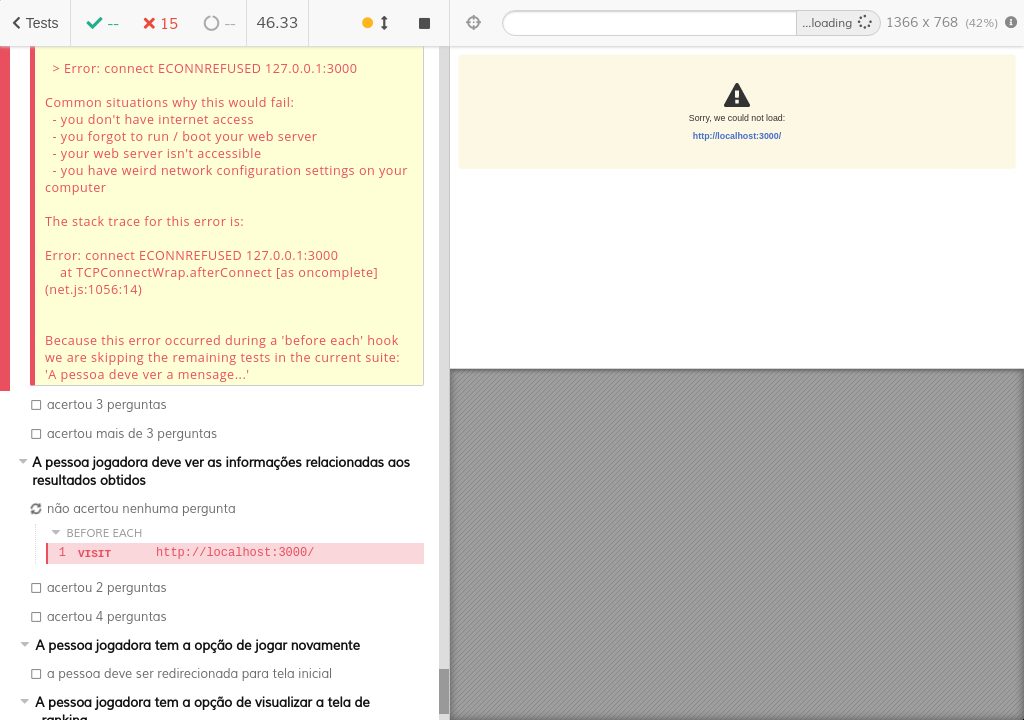 Tests
--
15
--
46.33
...loading
1366 x 768 (42%)
> Error: connect ECONNREFUSED 127.0.0.1:3000
Common situations why this would fail:
- you don't have internet access
- you forgot to run / boot your web server
- your web server isn't accessible
- you have weird network configuration settings on your
computer
The stack trace for this error is:
Error: connect ECONNREFUSED 127.0.0.1:3000
at TCPConnectWrap.afterConnect [as oncomplete]
(net.js:1056:14)
Because this error occurred during a 'before each' hook
we are skipping the remaining tests in the current suite:
'A pessoa deve ver a mensage...'
acertou 3 perguntas
acertou mais de 3 perguntas
A pessoa jogadora deve ver as informações relacionadas aos
resultados obtidos
não acertou nenhuma pergunta
BEFORE EACH
1 VISIT http://localhost:3000/
acertou 2 perguntas
acertou 4 perguntas
A pessoa jogadora tem a opção de jogar novamente
a pessoa deve ser redirecionada para tela inicial
A pessoa jogadora tem a opção de visualizar a tela de
ranking
Sorry, we could not load:
http://localhost:3000/